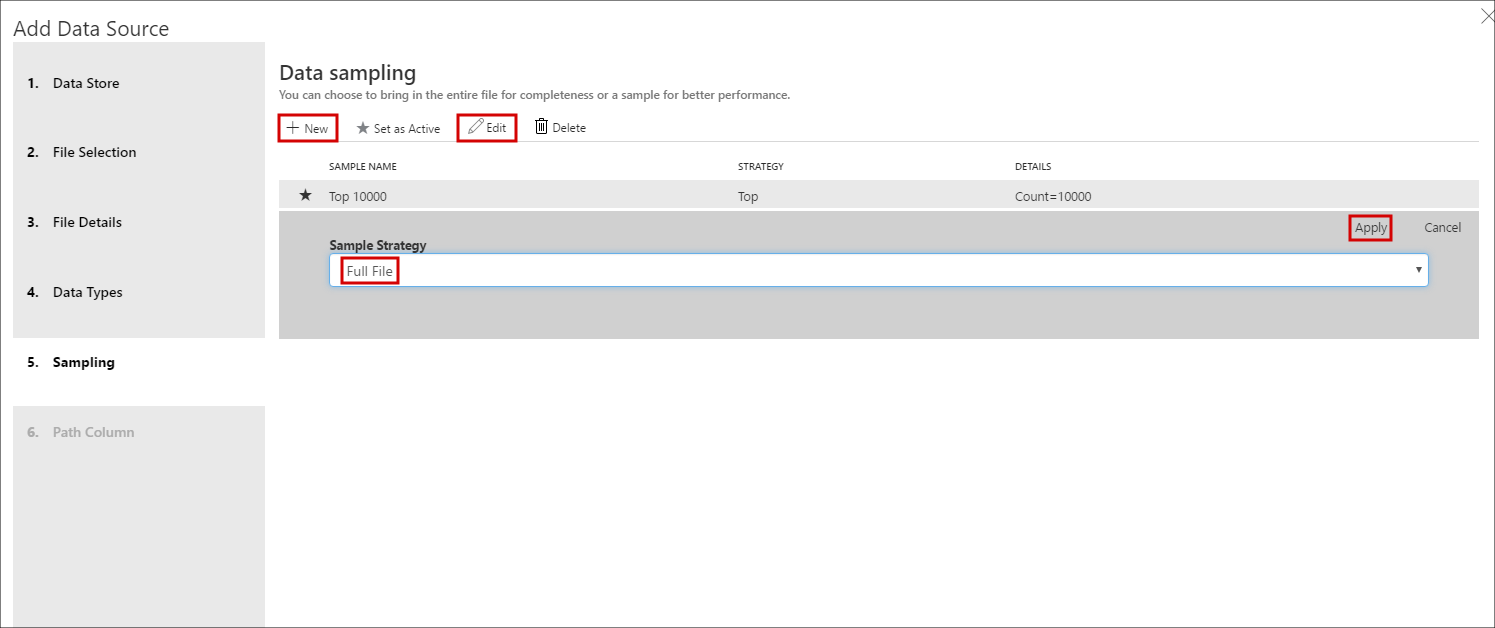 Add Data Source
1. Data Store
2. File Selection
3. File Details
4. Data Types
5. Sampling
6. Path Column
Data sampling
You can choose to bring in the entire file for completeness or a sample for better performance.
New Set as Active Edit Delete
SAMPLE NAME STRATEGY DETAILS
Top 10000 Top Count=10000
Apply Cancel
Sample Strategy
Full File